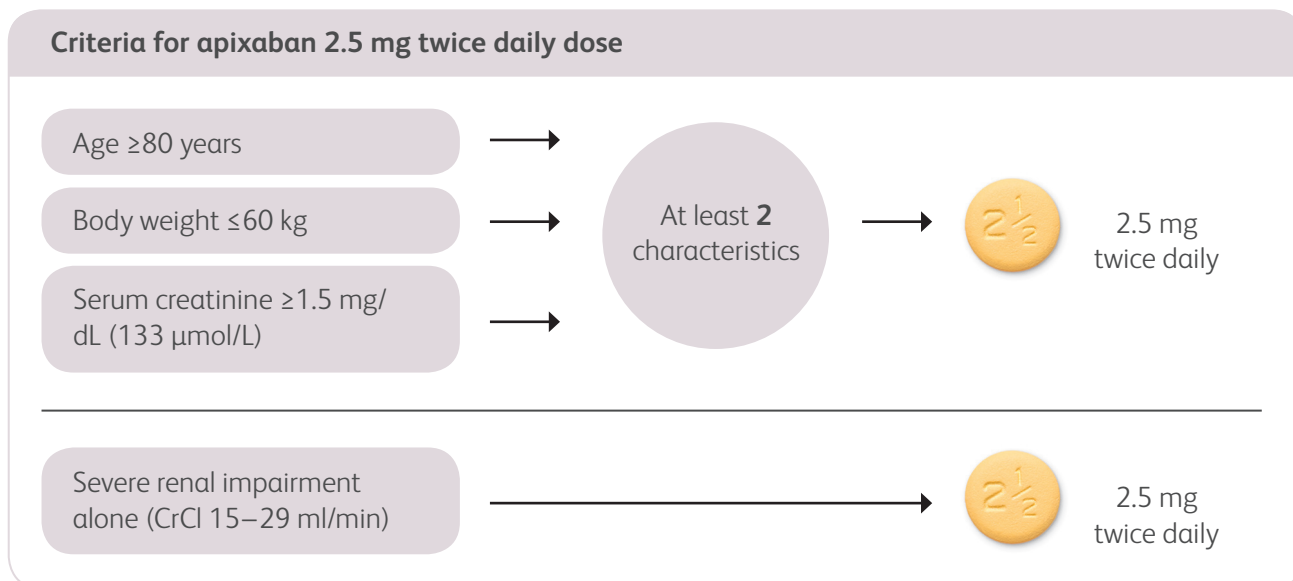 Criteria for apixaban 2.5 mg twice daily dose
Age ≥80 years
Body weight ≤60 kg
Serum creatinine ≥1.5 mg/
dL (133 μmol/L)
At least 2
characteristics
2½
2.5 mg
twice daily
Severe renal impairment
alone (CrCl 15–29 ml/min)
2½
2.5 mg
twice daily